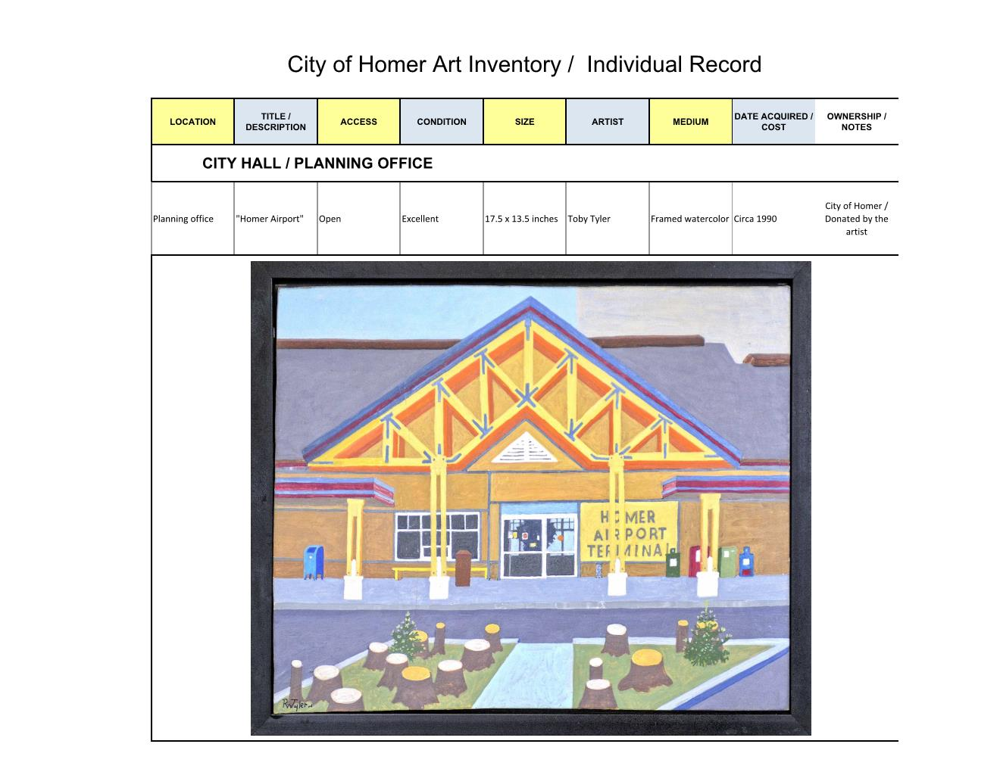 City of Homer Art Inventory /  Individual Record
LOCATION
TITLE /
DESCRIPTION
ACCESS
CONDITION
SIZE
ARTIST
MEDIUM
DATE ACQUIRED /
COST
OWNERSHIP /
NOTES
CITY HALL / PLANNING OFFICE
Planning office
"Homer Airport"
Open
Excellent
17.5 x 13.5 inches
Toby Tyler
Framed watercolor
Circa 1990
City of Homer /
Donated by the
artist
HOMER
AIRPORT
TERMINAL
RWTyler